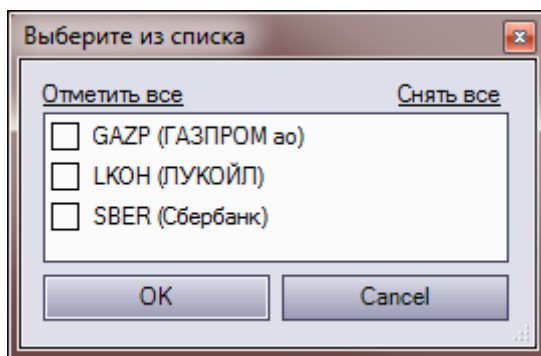 Выберите из списка
Отметить все Снять все
GAZP (ГАЗПРОМ ао)
LKOH (ЛУКОЙЛ)
SBER (Сбербанк)
OK Cancel